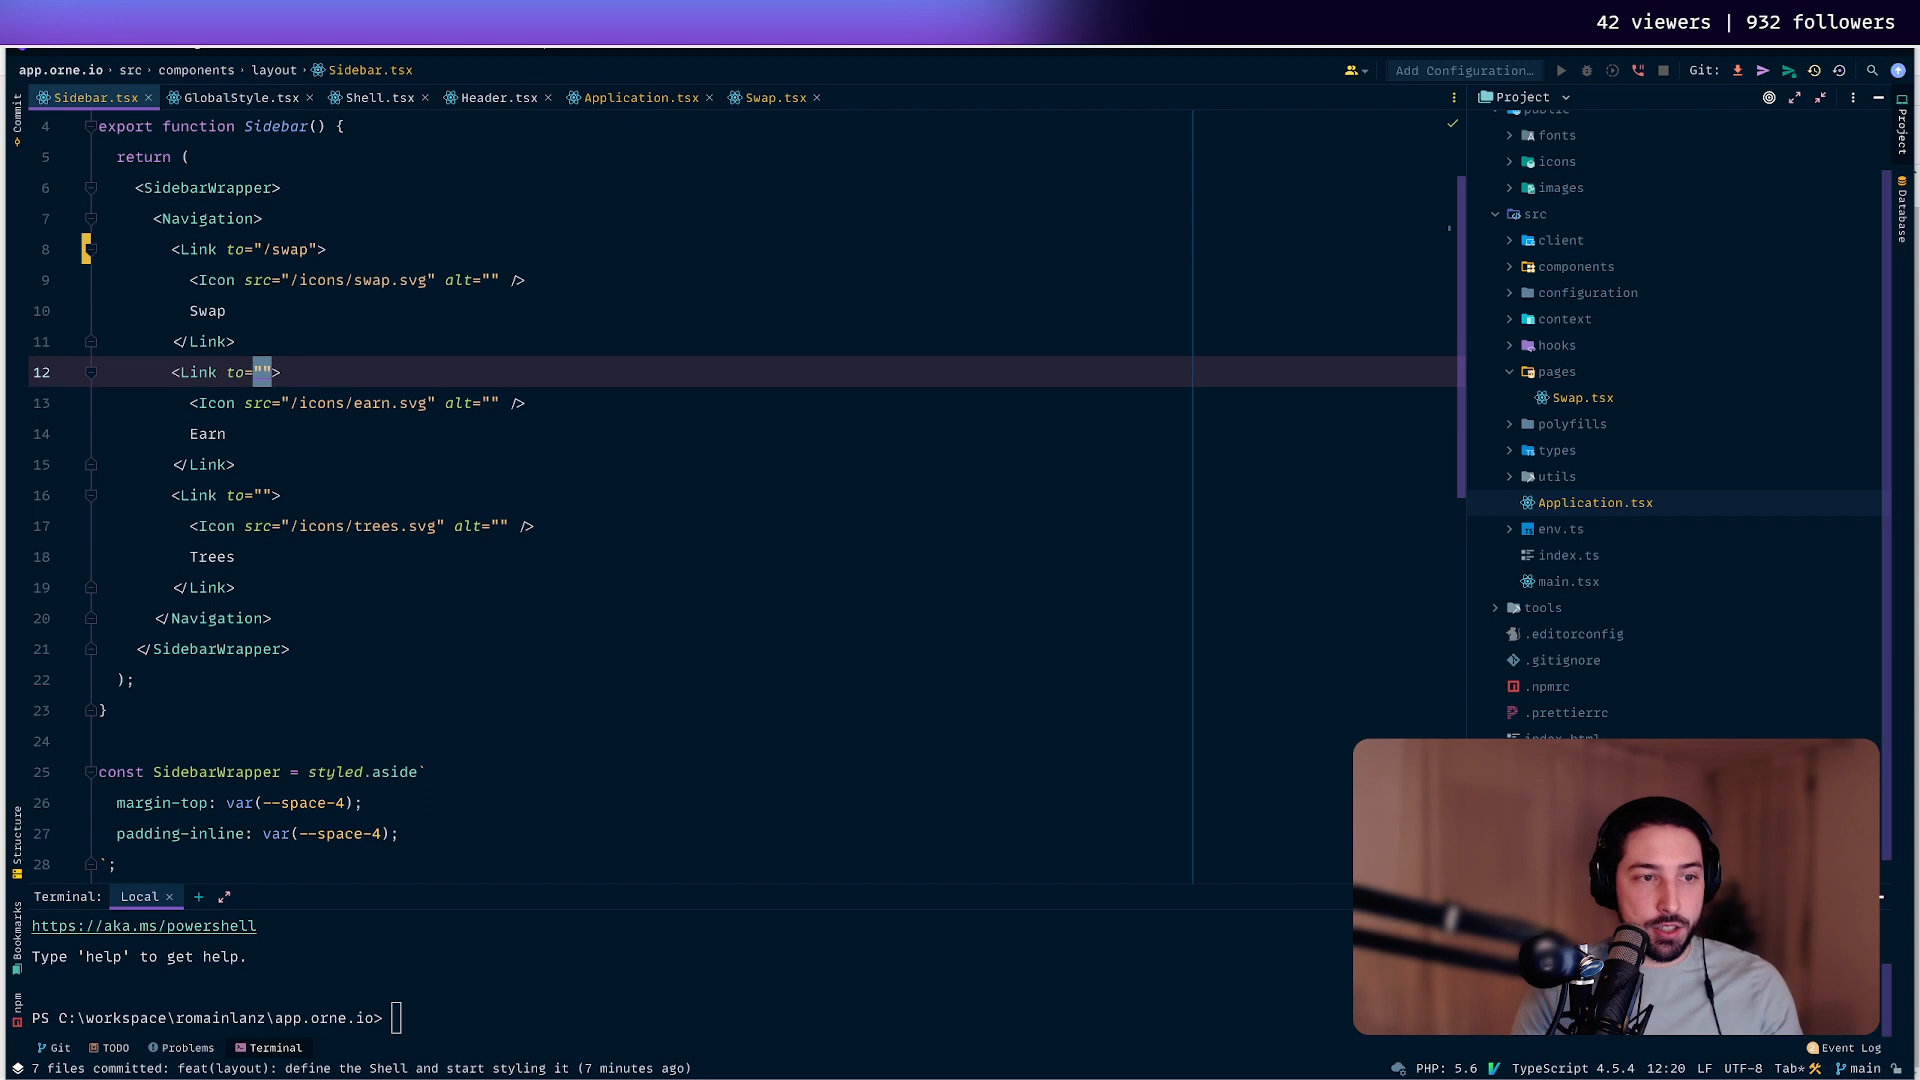 42 viewers | 932 followers
app.orne.io › src › components › layout › Sidebar.tsx
Add Configuration...
Git:
Sidebar.tsx
GlobalStyle.tsx
Shell.tsx
Header.tsx
Application.tsx
Swap.tsx
Project
Commit
4 export function Sidebar() {
5 return (
6 <SidebarWrapper>
7 <Navigation>
8 <Link to="/swap">
9 <Icon src="/icons/swap.svg" alt="" />
10 Swap
11 </Link>
12 <Link to="">
13 <Icon src="/icons/earn.svg" alt="" />
14 Earn
15 </Link>
16 <Link to="">
17 <Icon src="/icons/trees.svg" alt="" />
18 Trees
19 </Link>
20 </Navigation>
21 </SidebarWrapper>
22 );
23 }
24
25 const SidebarWrapper = styled.aside`
26 margin-top: var(--space-4);
27 padding-inline: var(--space-4);
28 `;
public
fonts
icons
images
src
client
components
configuration
context
hooks
pages
Swap.tsx
polyfills
types
utils
Application.tsx
env.ts
index.ts
main.tsx
tools
.editorconfig
.gitignore
.npmrc
.prettierrc
index.html
Project
Database
Structure
Bookmarks
npm
Terminal: Local
https://aka.ms/powershell
Type 'help' to get help.
PS C:\workspace\romainlanz\app.orne.io>
Git TODO Problems Terminal
Event Log
7 files committed: feat(layout): define the Shell and start styling it (7 minutes ago)
PHP: 5.6 TypeScript 4.5.4 12:20 LF UTF-8 Tab* main